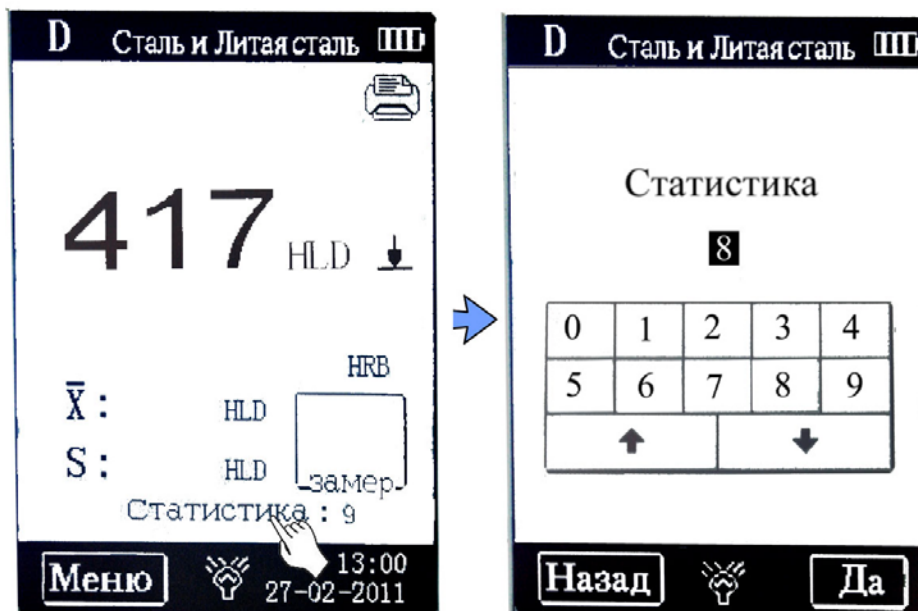 D Сталь и Литая сталь
417 HLD
HRB
X̄ : HLD
S : HLD
замер
Статистика : 9
Меню
13:00
27-02-2011
D Сталь и Литая сталь
Статистика
8
0 1 2 3 4
5 6 7 8 9
Назад
Да